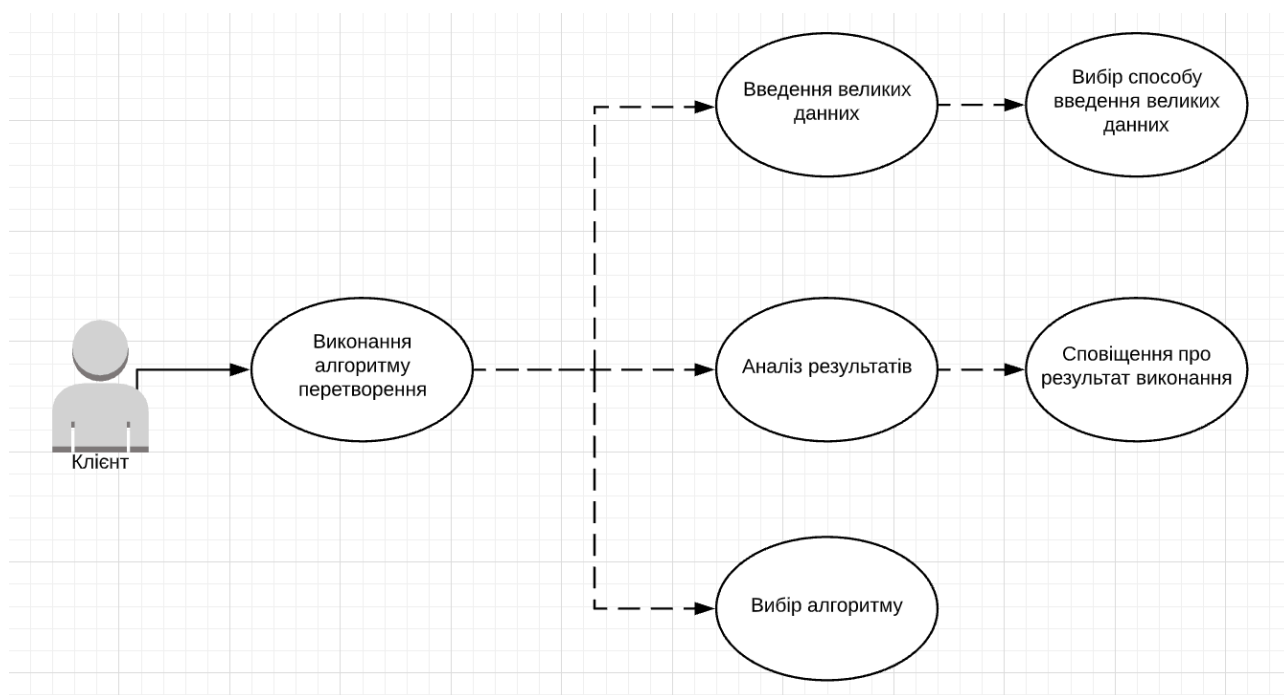 Введення великих
данних
Вибір способу
введення великих
данних
Виконання
алгоритму
перетворення
Аналіз результатів
Сповіщення про
результат виконання
Клієнт
Вибір алгоритму